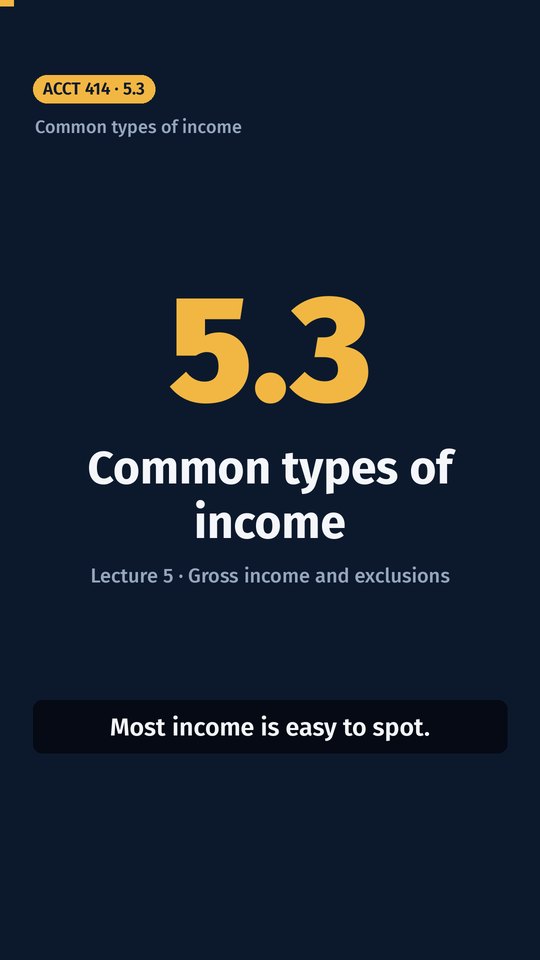 ACCT 414 · 5.3
Common types of income
5.3
Common types of
income
Lecture 5 · Gross income and exclusions
Most income is easy to spot.